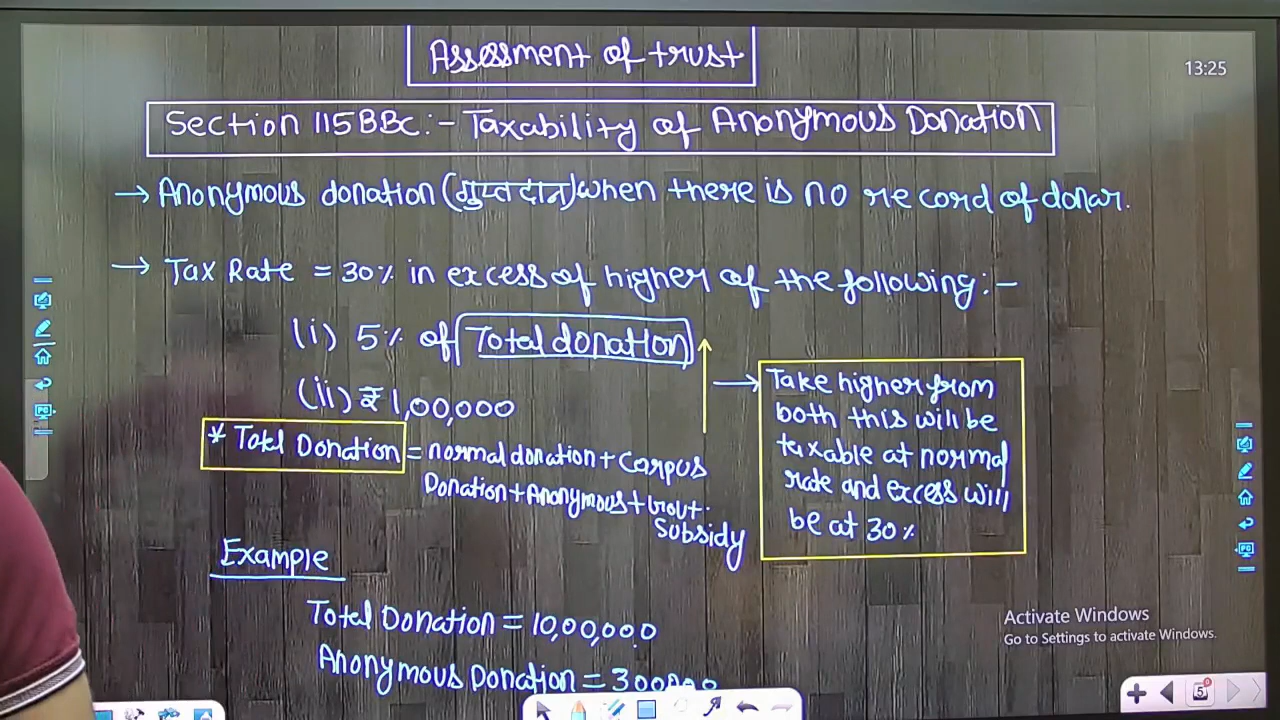 Assessment of trust
13:25
Section 115BBC:- Taxability of Anonymous Donation
→ Anonymous donation (गुप्त दान) when there is no record of donar.
→ Tax Rate = 30% in excess of higher of the following:-
(i) 5% of Total donation
(ii) ₹ 1,00,000
→ Take higher from
both this will be
taxable at normal
rate and excess will
be at 30%
* Total Donation = normal donation + Corpus
Donation + Anonymous + Govt.
Subsidy
Example
Total Donation = 10,00,000
Anonymous Donation = 300000
Activate Windows
Go to Settings to activate Windows.
5